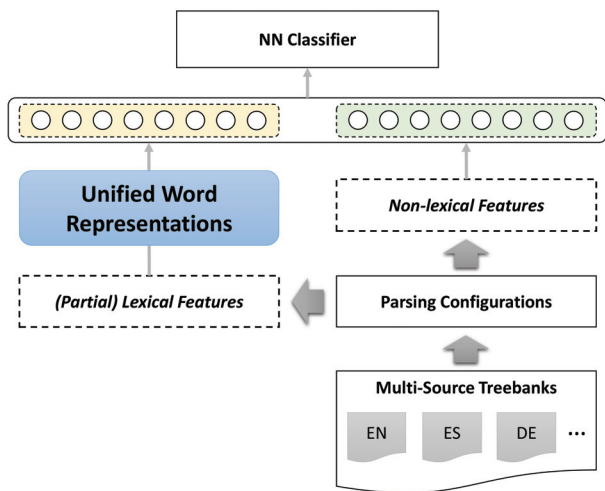 NN Classifier
Unified Word
Representations
Non-lexical Features
(Partial) Lexical Features
Parsing Configurations
Multi-Source Treebanks
EN ES DE ...